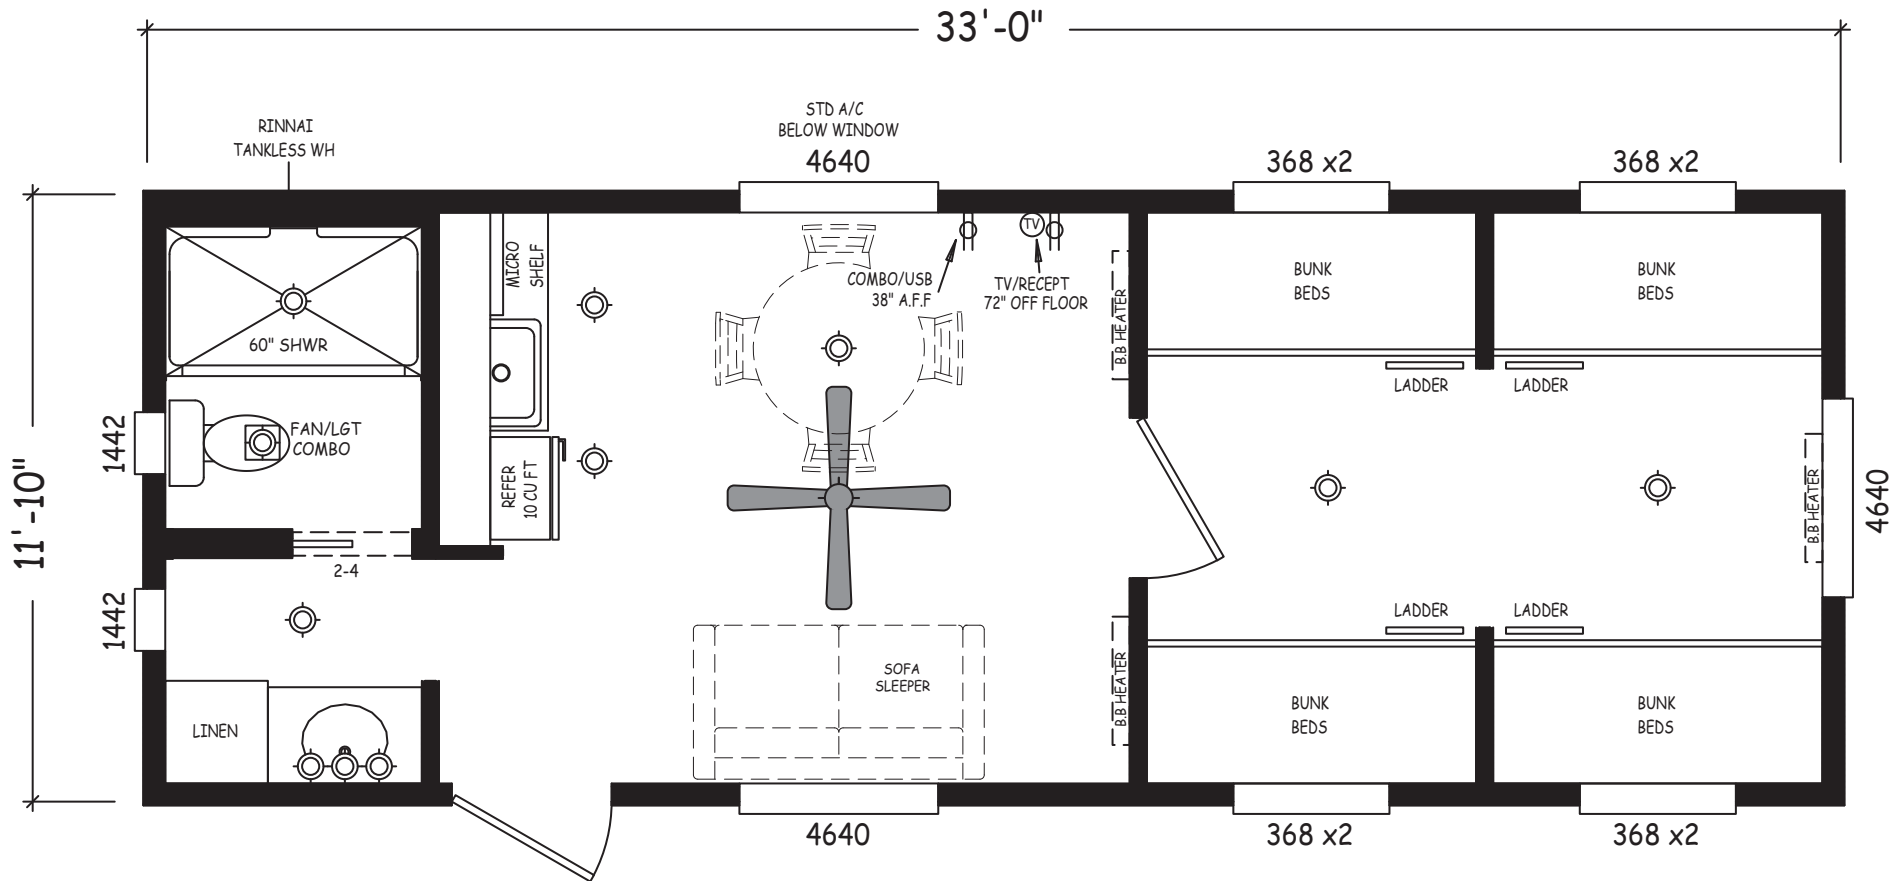 33'-0"
STD A/C
BELOW WINDOW
4640
RINNAI
TANKLESS WH
368 x2
368 x2
11'-10"
MICRO
SHELF
TV
COMBO/USB
38" A.F.F
TV/RECEPT
72" OFF FLOOR
BUNK
BEDS
BUNK
BEDS
60" SHWR
B.B HEATER
LADDER
LADDER
1442
FAN/LGT
COMBO
REFER
10 CU FT
B.B HEATER
4640
2-4
1442
LADDER
LADDER
SOFA
SLEEPER
B.B HEATER
LINEN
BUNK
BEDS
BUNK
BEDS
4640
368 x2
368 x2